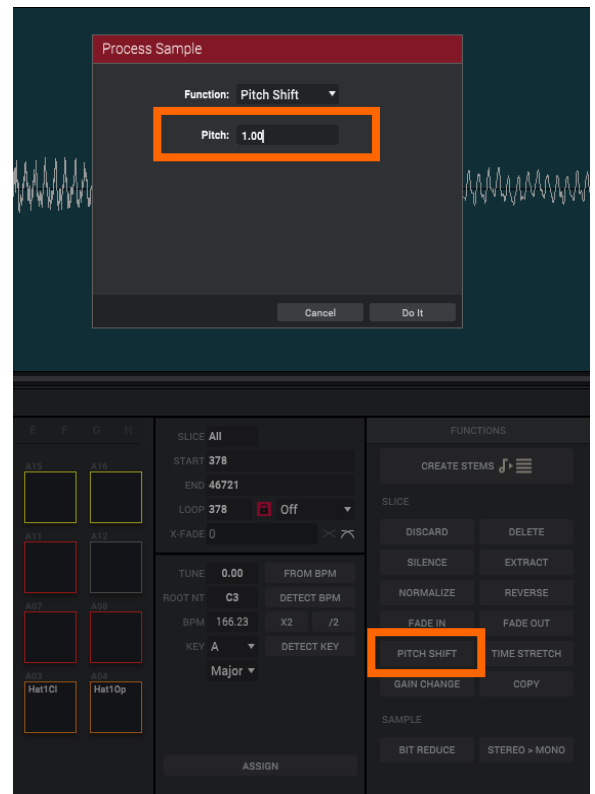 Process Sample
Function: Pitch Shift
Pitch: 1.00
Cancel Do It
E F G H
SLICE All
FUNCTIONS
START 378
A15 A16
CREATE STEMS
END 46721
LOOP 378 Off
SLICE
X-FADE 0
DISCARD DELETE
A11 A12
SILENCE EXTRACT
TUNE 0.00 FROM BPM
NORMALIZE REVERSE
ROOT NT C3 DETECT BPM
A07 A08
BPM 166.23 X2 /2
FADE IN FADE OUT
KEY A DETECT KEY
PITCH SHIFT TIME STRETCH
Major
A03 A04
GAIN CHANGE COPY
Hat1Cl Hat1Op
SAMPLE
BIT REDUCE STEREO > MONO
ASSIGN